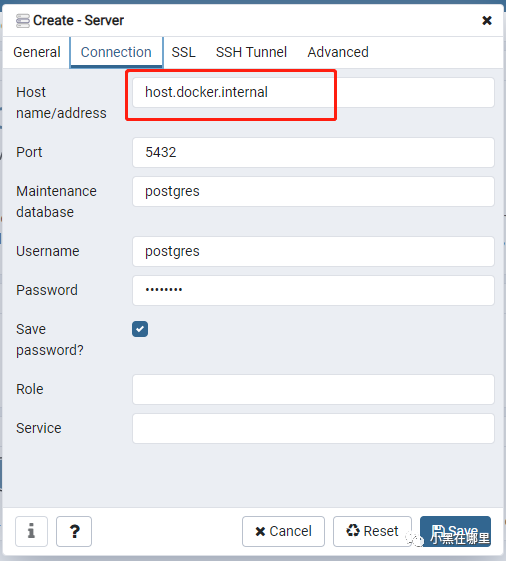 Create - Server
General Connection SSL SSH Tunnel Advanced
Host
name/address
host.docker.internal
Port
5432
Maintenance
database
postgres
Username
postgres
Password
••••••••
Save
password?
Role
Service
i ? Cancel Reset Save
小黑在哪里